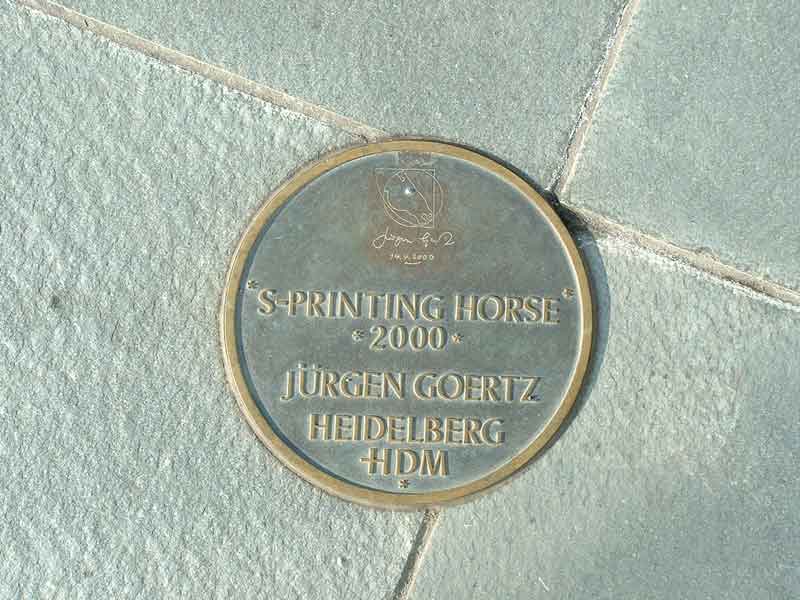 *S-PRINTING HORSE*
*2000*
JÜRGEN GOERTZ
HEIDELBERG
-HDM
*